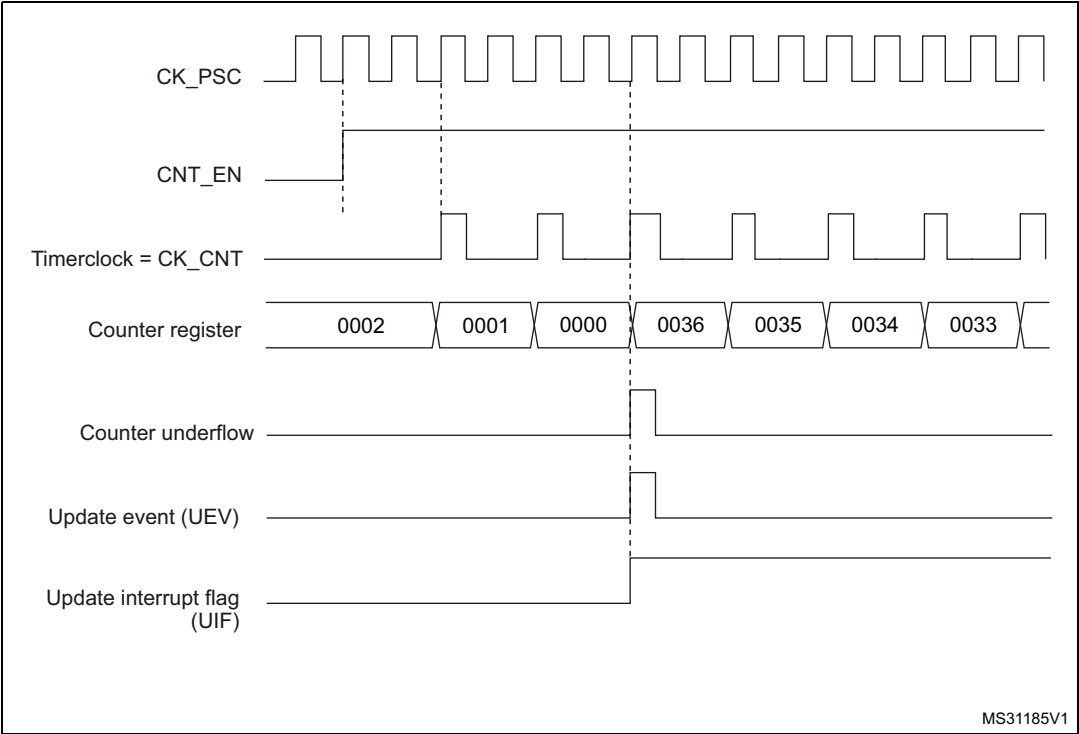 CK_PSC
CNT_EN
Timerclock = CK_CNT
Counter register
0002 0001 0000 0036 0035 0034 0033
Counter underflow
Update event (UEV)
Update interrupt flag
(UIF)
MS31185V1